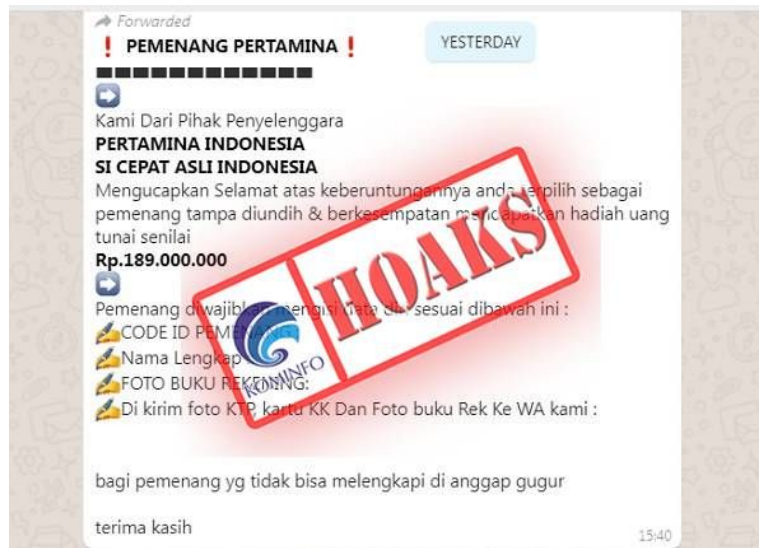 Forwarded
❗ PEMENANG PERTAMINA ❗
YESTERDAY
Kami Dari Pihak Penyelenggara
PERTAMINA INDONESIA
SI CEPAT ASLI INDONESIA
Mengucapkan Selamat atas keberuntungannya anda terpilih sebagai
pemenang tampa diundih & berkesempatan mendapatkan hadiah uang
tunai senilai
Rp.189.000.000
Pemenang diwajibkan mengisi data diri sesuai dibawah ini :
✍CODE ID PEMENANG
✍Nama Lengkap
✍FOTO BUKU REKENING:
✍Di kirim foto KTP, kartu KK Dan Foto buku Rek Ke WA kami :
KOMINFO
HOAKS
bagi pemenang yg tidak bisa melengkapi di anggap gugur
terima kasih
15:40